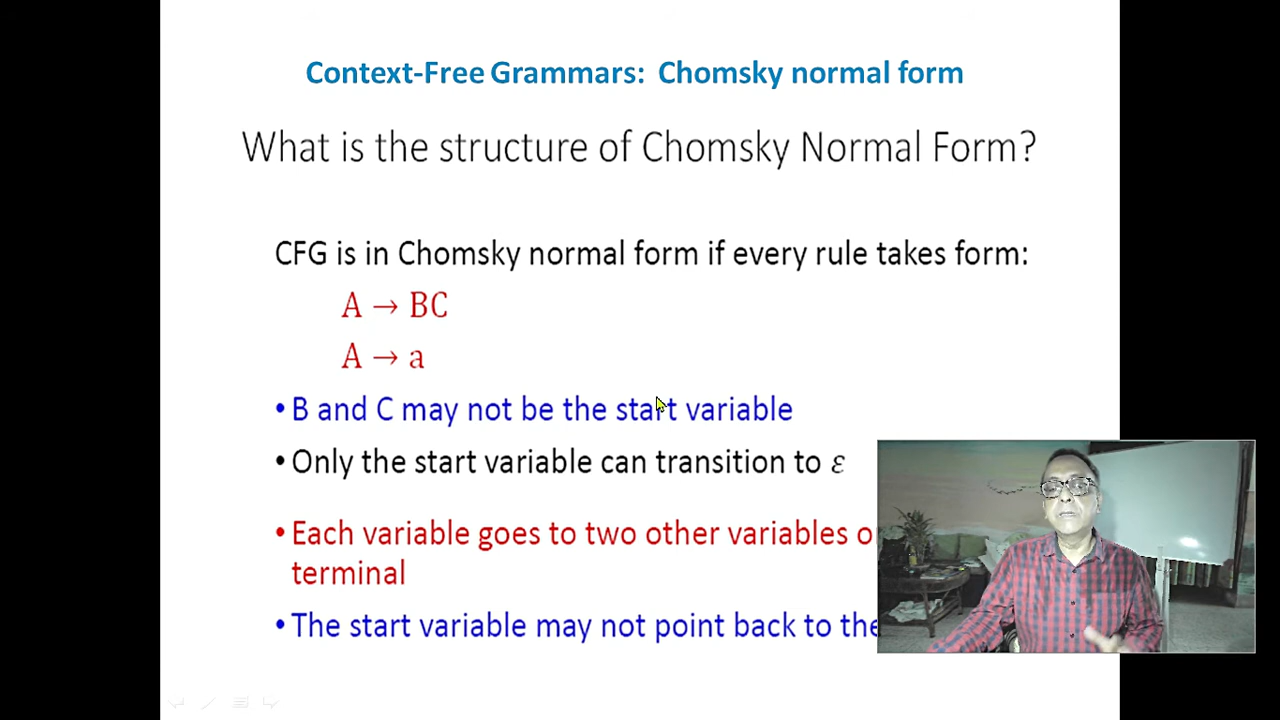 Context-Free Grammars: Chomsky normal form
What is the structure of Chomsky Normal Form?
CFG is in Chomsky normal form if every rule takes form:
A → BC
A → a
• B and C may not be the start variable
• Only the start variable can transition to ε
• Each variable goes to two other variables
terminal
• The start variable may not point back to the